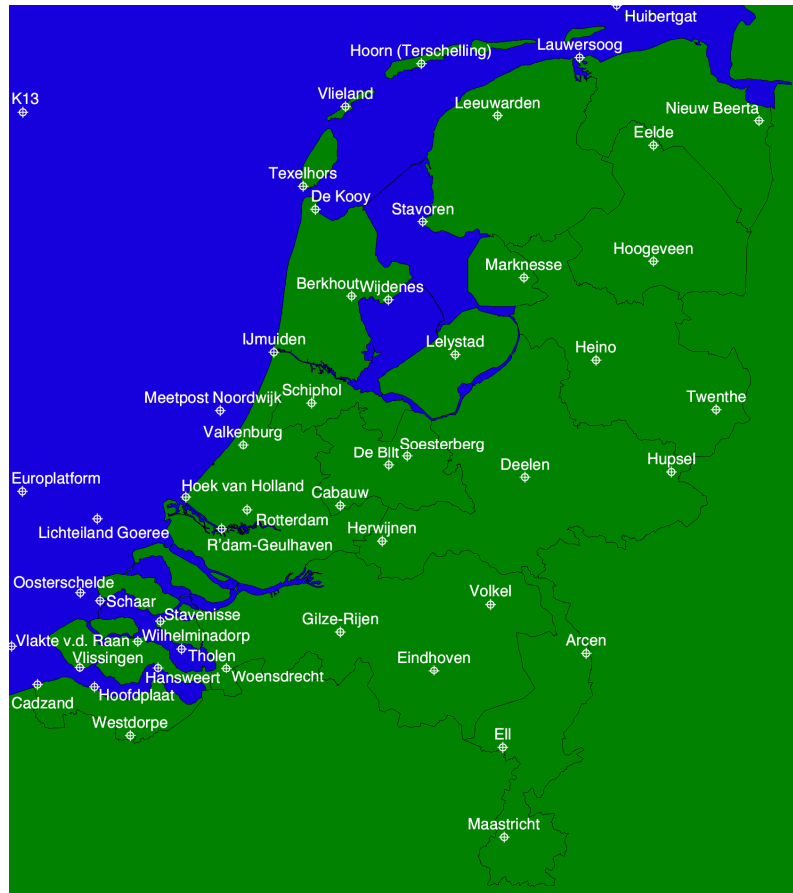 Huibertgat
Hoorn (Terschelling)
Lauwersoog
K13
Vlieland
Leeuwarden
Nieuw Beerta
Eelde
Texelhors
De Kooy
Stavoren
Hoogeveen
Marknesse
Berkhout
Wijdenes
IJmuiden
Lelystad
Heino
Schiphol
Meetpost Noordwijk
Twenthe
Valkenburg
De Bilt
Soesterberg
Deelen
Hupsel
Europlatform
Hoek van Holland
Cabauw
Rotterdam
Lichteiland Goeree
Herwijnen
R'dam-Geulhaven
Oosterschelde
Schaar
Volkel
Stavenisse
Gilze-Rijen
Vlakte v.d. Raan
Wilhelminadorp
Arcen
Vlissingen
Tholen
Eindhoven
Hansweert
Woensdrecht
Hoofdplaat
Cadzand
Westdorpe
Ell
Maastricht